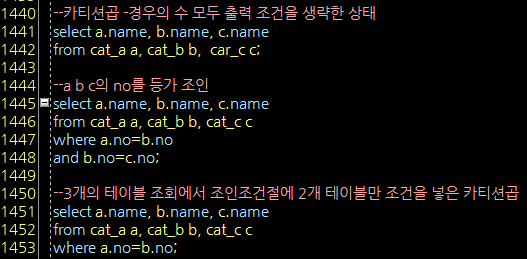 1440 --카티션곱 -경우의 수 모두 출력 조건을 생략한 상태
1441 select a.name, b.name, c.name
1442 from cat_a a, cat_b b,  car_c c;
1443
1444 --a b c의 no를 등가 조인
1445 select a.name, b.name, c.name
1446 from cat_a a, cat_b b, cat_c c
1447 where a.no=b.no
1448 and b.no=c.no;
1449
1450 --3개의 테이블 조회에서 조인조건절에 2개 테이블만 조건을 넣은 카티션곱
1451 select a.name, b.name, c.name
1452 from cat_a a, cat_b b, cat_c c
1453 where a.no=b.no;